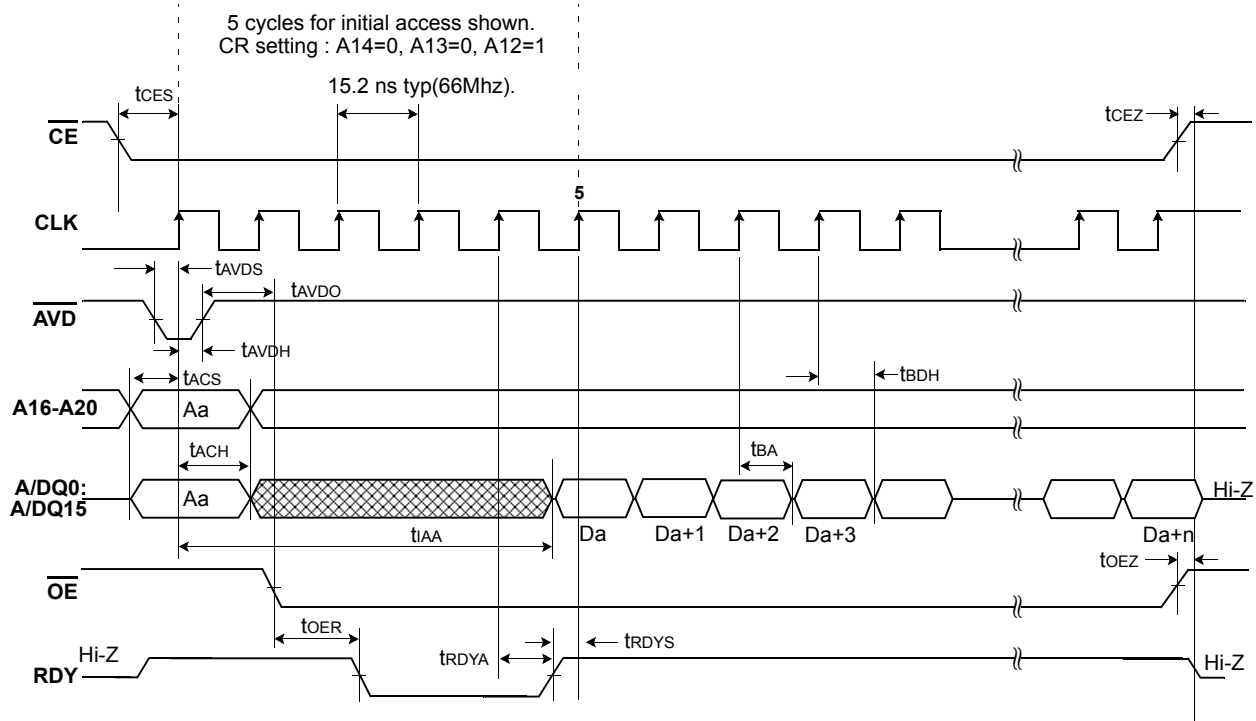 5 cycles for initial access shown.
CR setting : A14=0, A13=0, A12=1
15.2 ns typ(66Mhz).
tCES
tCEZ
CE
5
CLK
tAVDS
tAVDO
AVD
tAVDH
tBDH
tACS
A16-A20
Aa
tACH
tBA
A/DQ0:
A/DQ15
Aa
Hi-Z
tIAA
Da
Da+1
Da+2
Da+3
Da+n
tOEZ
OE
tOER
tRDYS
tRDYA
Hi-Z
RDY
Hi-Z